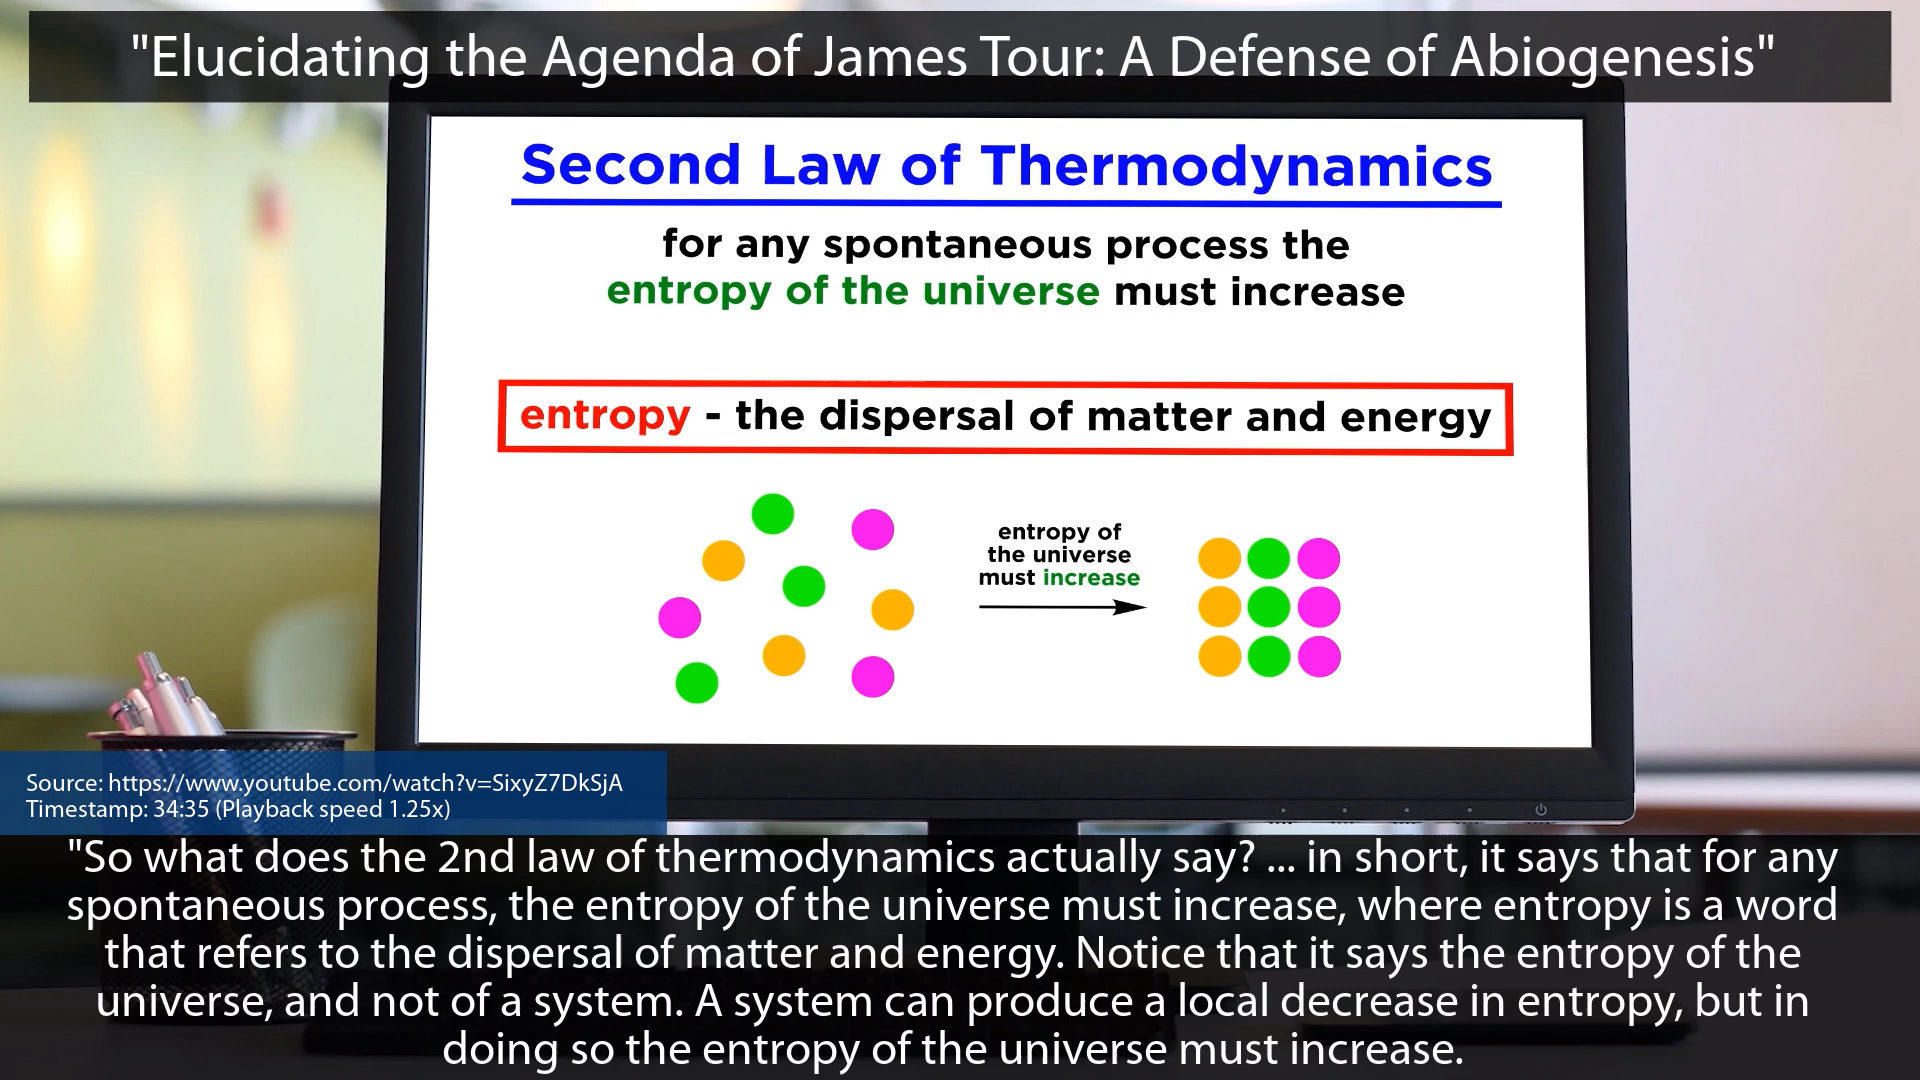 "Elucidating the Agenda of James Tour: A Defense of Abiogenesis"
Second Law of Thermodynamics
for any spontaneous process the
entropy of the universe must increase
entropy - the dispersal of matter and energy
entropy of
the universe
must increase
Source: https://www.youtube.com/watch?v=SixyZ7DkSjA
Timestamp: 34:35 (Playback speed 1.25x)
"So what does the 2nd law of thermodynamics actually say? ... in short, it says that for any
spontaneous process, the entropy of the universe must increase, where entropy is a word
that refers to the dispersal of matter and energy. Notice that it says the entropy of the
universe, and not of a system. A system can produce a local decrease in entropy, but in
doing so the entropy of the universe must increase.